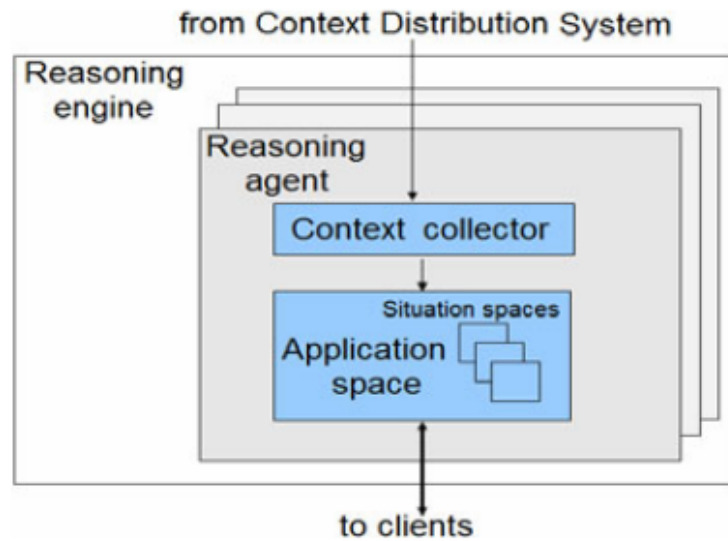 from Context Distribution System
Reasoning
engine
Reasoning
agent
Context collector
Situation spaces
Application
space
to clients